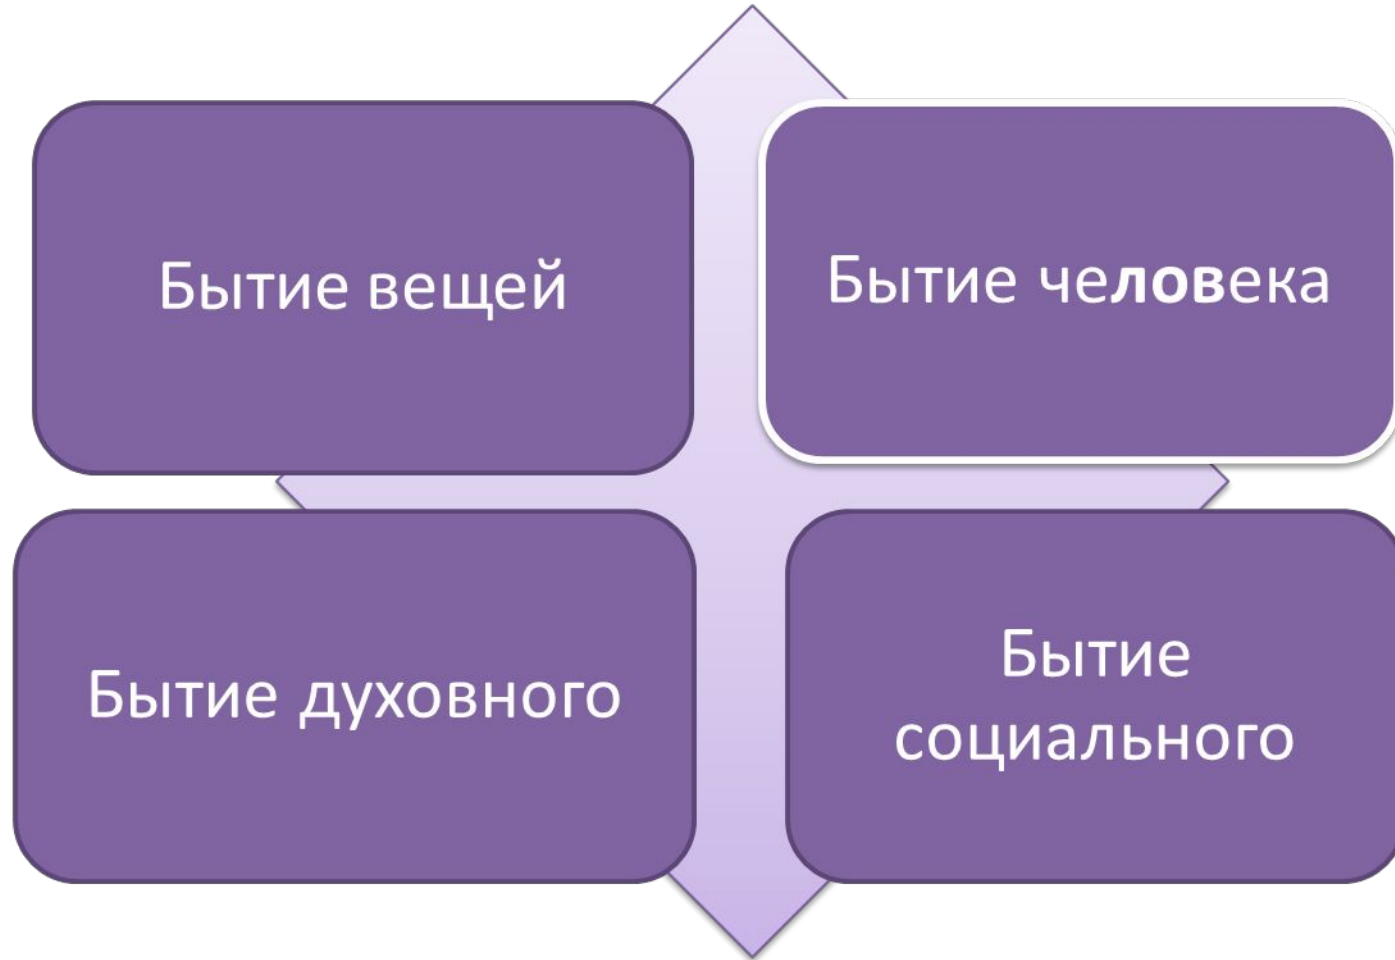 Бытие вещей
Бытие человека
Бытие духовного
Бытие
социального